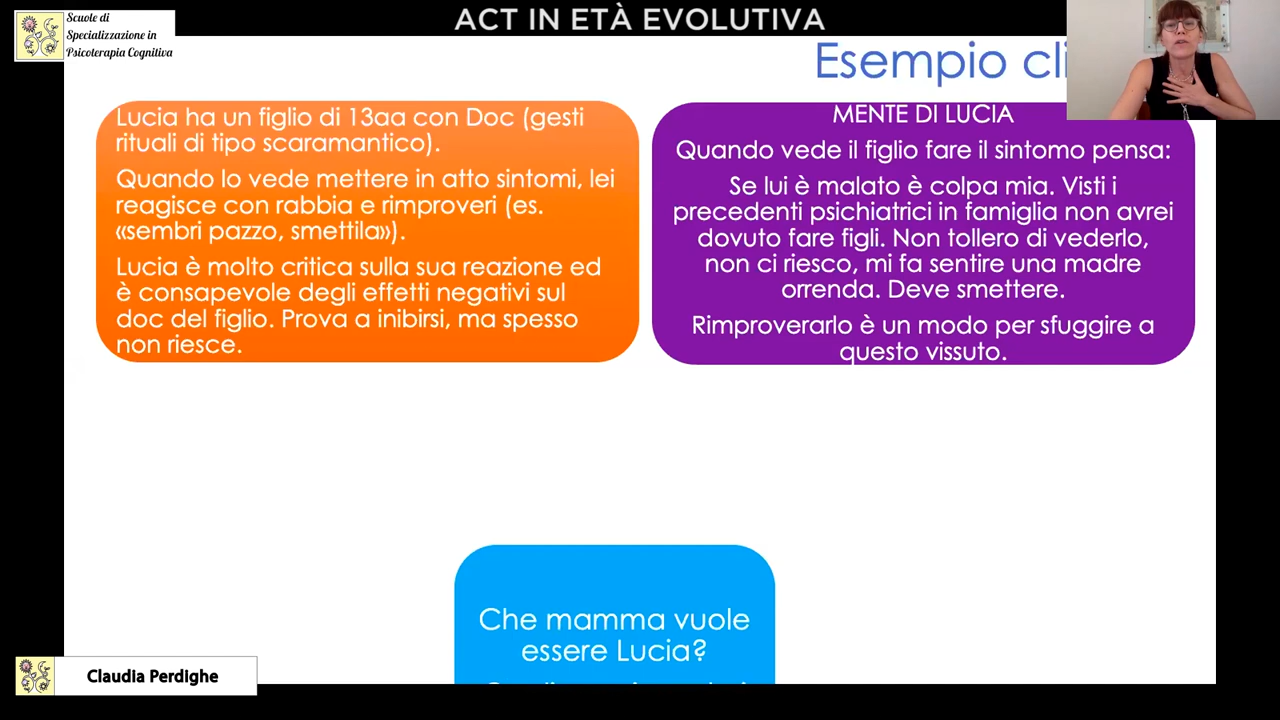 Scuole di
Specializzazione in
Psicoterapia Cognitiva
ACT IN ETÀ EVOLUTIVA
Esempio cli
Lucia ha un figlio di 13aa con Doc (gesti
rituali di tipo scaramantico).
Quando lo vede mettere in atto sintomi, lei
reagisce con rabbia e rimproveri (es.
«sembri pazzo, smettila»).
Lucia è molto critica sulla sua reazione ed
è consapevole degli effetti negativi sul
doc del figlio. Prova a inibirsi, ma spesso
non riesce.
MENTE DI LUCIA
Quando vede il figlio fare il sintomo pensa:
Se lui è malato è colpa mia. Visti i
precedenti psichiatrici in famiglia non avrei
dovuto fare figli. Non tollero di vederlo,
non ci riesco, mi fa sentire una madre
orrenda. Deve smettere.
Rimproverarlo è un modo per sfuggire a
questo vissuto.
Che mamma vuole
essere Lucia?
Claudia Perdighe